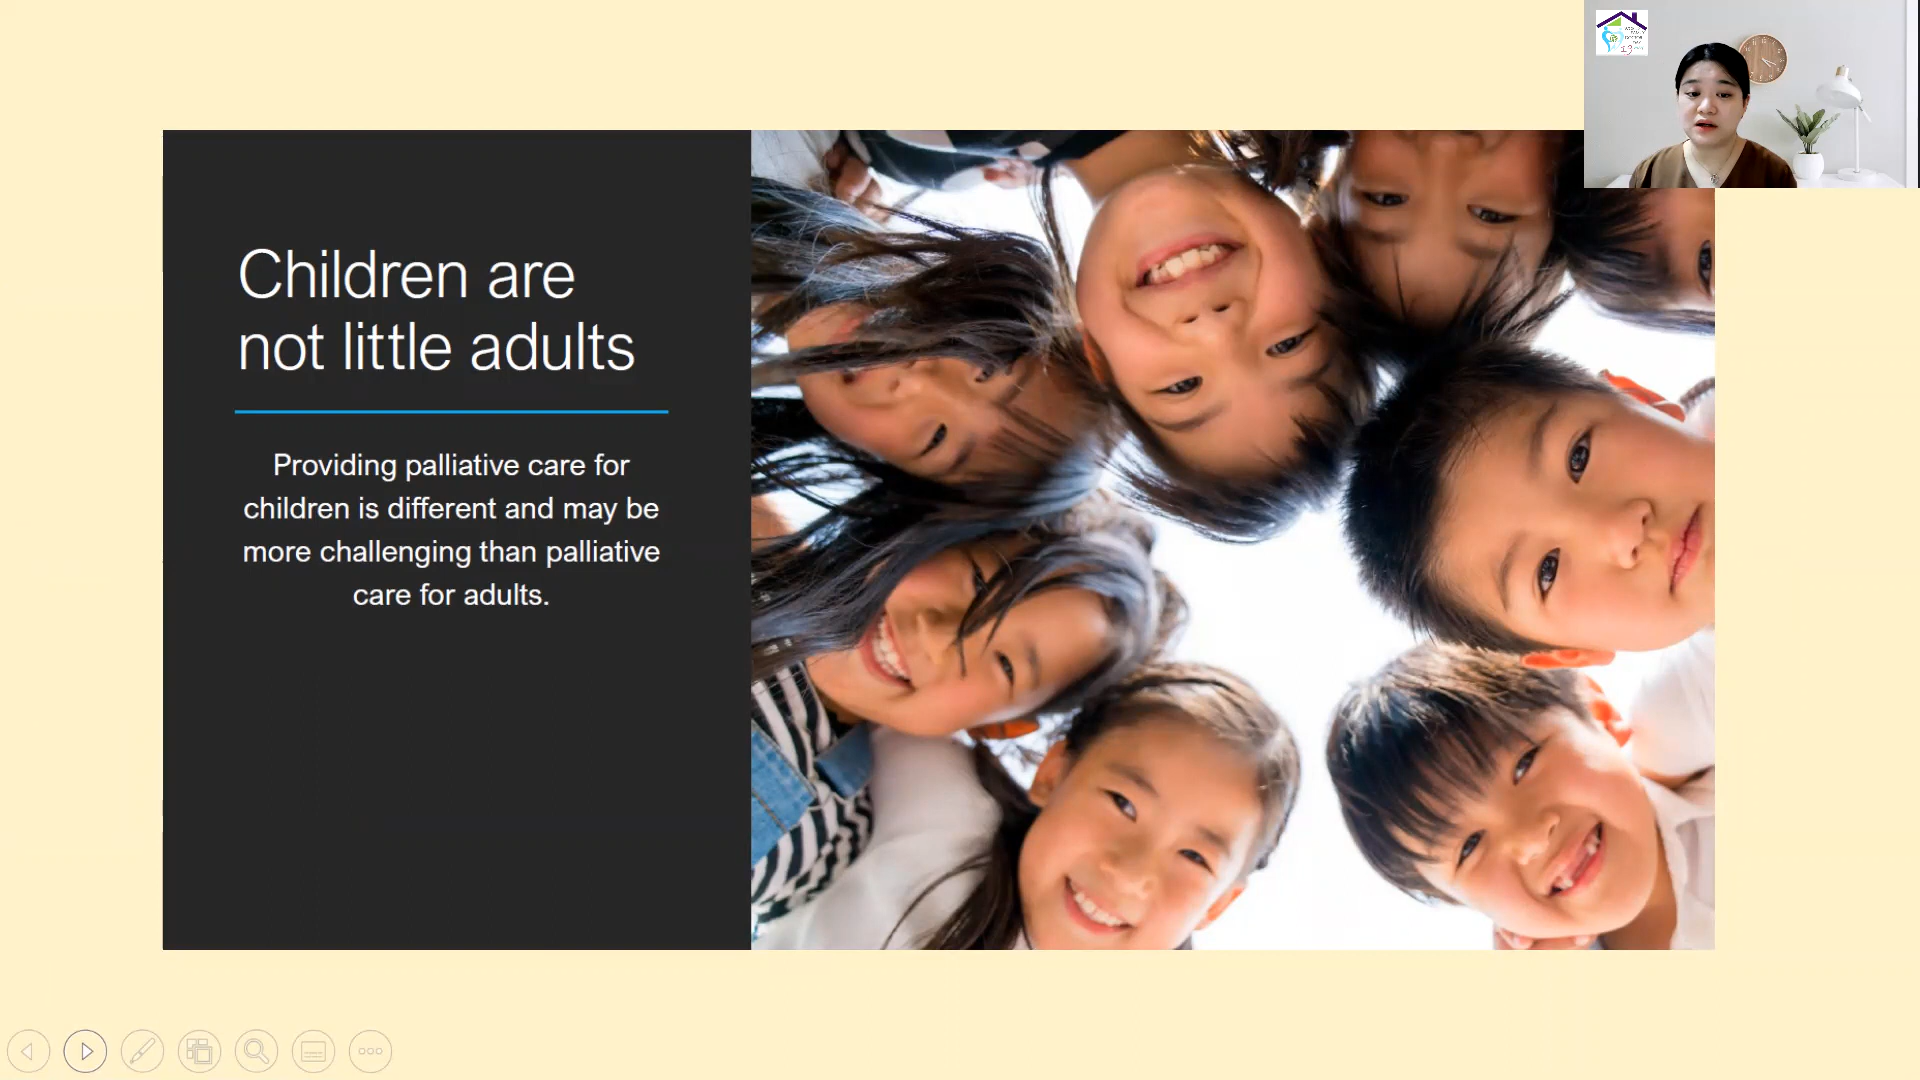 Children are
not little adults
Providing palliative care for
children is different and may be
more challenging than palliative
care for adults.